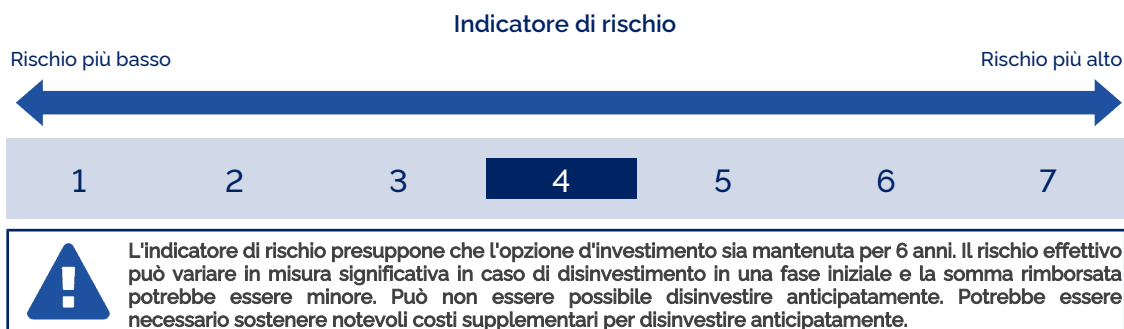 Indicatore di rischio
Rischio più basso
Rischio più alto
1 2 3 4 5 6 7
L'indicatore di rischio presuppone che l'opzione d'investimento sia mantenuta per 6 anni. Il rischio effettivo
può variare in misura significativa in caso di disinvestimento in una fase iniziale e la somma rimborsata
potrebbe essere minore. Può non essere possibile disinvestire anticipatamente. Potrebbe essere
necessario sostenere notevoli costi supplementari per disinvestire anticipatamente.